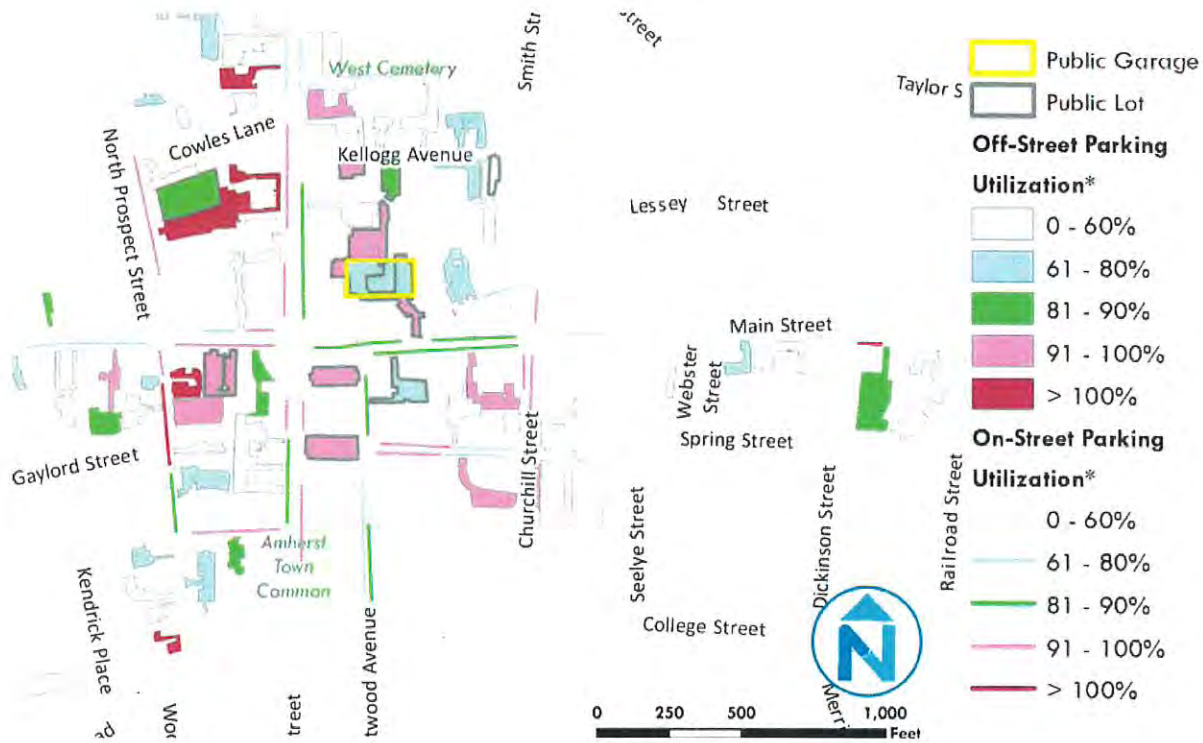 Street
Smith Str
West Cemetery
Taylor S
North Prospect Street
Cowles Lane
Kellogg Avenue
Lessey Street
Main Street
Webster
Street
Spring Street
Gaylord Street
Churchill Street
Seelye Street
Dickinson Street
Railroad Street
Amherst
Town
Common
Kendrick Place
College Street
Woo
treet
twood Avenue
Merri
N
0 250 500 1,000
Feet
Public Garage
Public Lot
Off-Street Parking
Utilization*
0 - 60%
61 - 80%
81 - 90%
91 - 100%
> 100%
On-Street Parking
Utilization*
0 - 60%
61 - 80%
81 - 90%
91 - 100%
> 100%